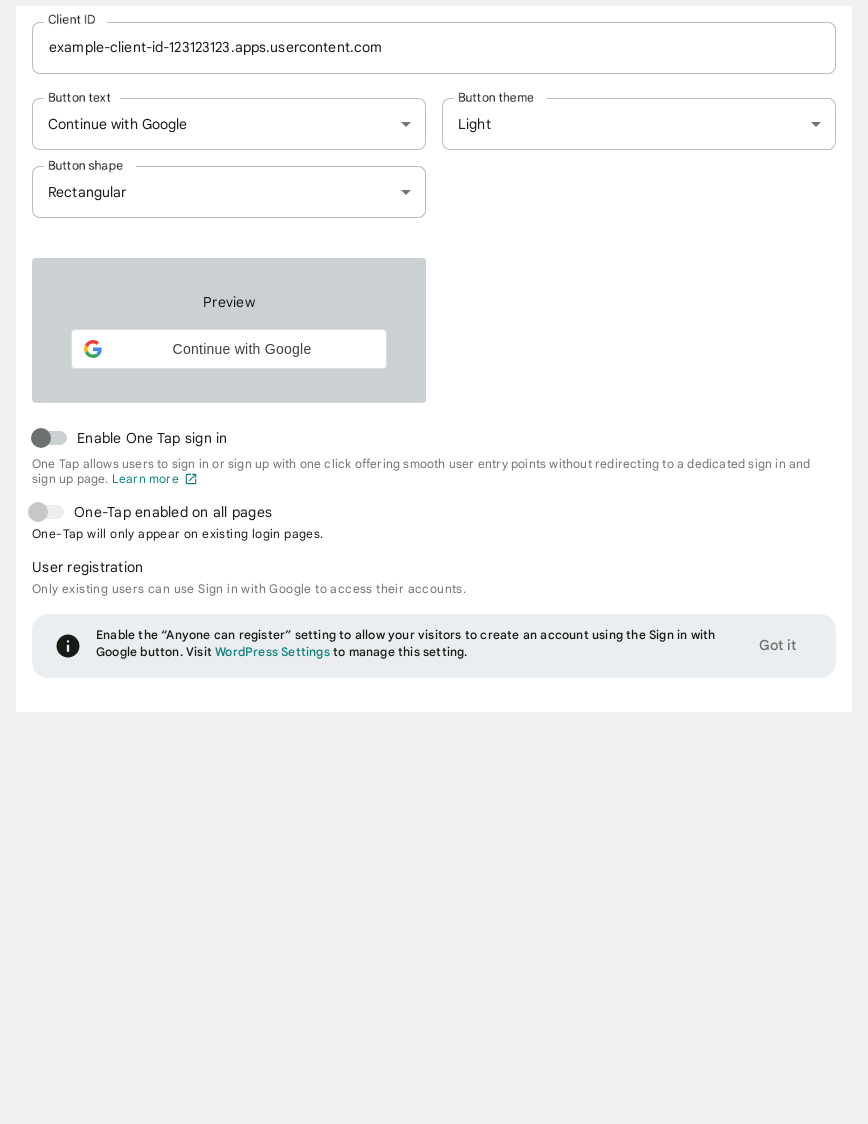 Client ID
example-client-id-123123123.apps.usercontent.com
Button text
Continue with Google
Button theme
Light
Button shape
Rectangular
Preview
Continue with Google
Enable One Tap sign in
One Tap allows users to sign in or sign up with one click offering smooth user entry points without redirecting to a dedicated sign in and
sign up page. Learn more
One-Tap enabled on all pages
One-Tap will only appear on existing login pages.
User registration
Only existing users can use Sign in with Google to access their accounts.
Enable the “Anyone can register” setting to allow your visitors to create an account using the Sign in with
Google button. Visit WordPress Settings to manage this setting.
Got it